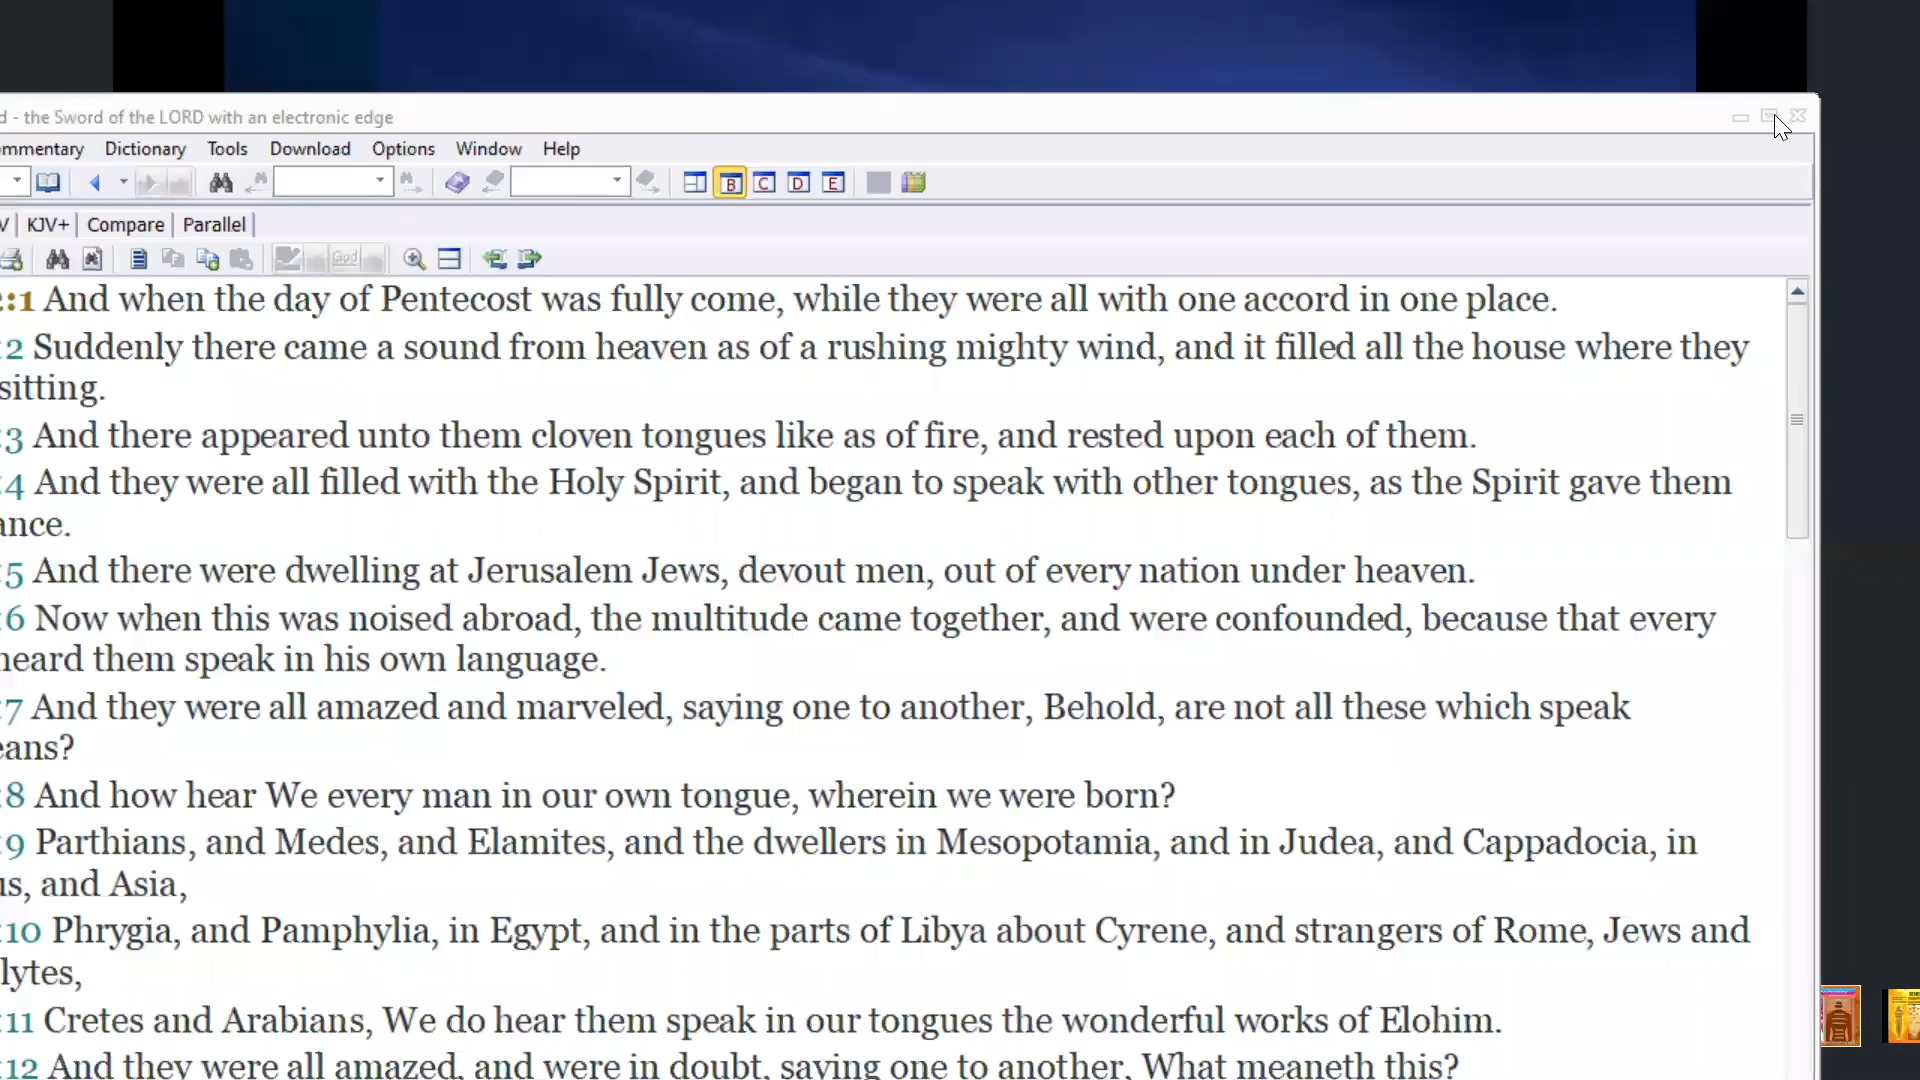 d - the Sword of the LORD with an electronic edge
mmentary Dictionary Tools Download Options Window Help
B C D E
V KJV+ Compare Parallel
God
2:1 And when the day of Pentecost was fully come, while they were all with one accord in one place.
:2 Suddenly there came a sound from heaven as of a rushing mighty wind, and it filled all the house where they
sitting.
:3 And there appeared unto them cloven tongues like as of fire, and rested upon each of them.
:4 And they were all filled with the Holy Spirit, and began to speak with other tongues, as the Spirit gave them
ance.
:5 And there were dwelling at Jerusalem Jews, devout men, out of every nation under heaven.
:6 Now when this was noised abroad, the multitude came together, and were confounded, because that every
heard them speak in his own language.
:7 And they were all amazed and marveled, saying one to another, Behold, are not all these which speak
eans?
:8 And how hear We every man in our own tongue, wherein we were born?
:9 Parthians, and Medes, and Elamites, and the dwellers in Mesopotamia, and in Judea, and Cappadocia, in
us, and Asia,
:10 Phrygia, and Pamphylia, in Egypt, and in the parts of Libya about Cyrene, and strangers of Rome, Jews and
lytes,
:11 Cretes and Arabians, We do hear them speak in our tongues the wonderful works of Elohim.
:12 And they were all amazed, and were in doubt, saying one to another, What meaneth this?